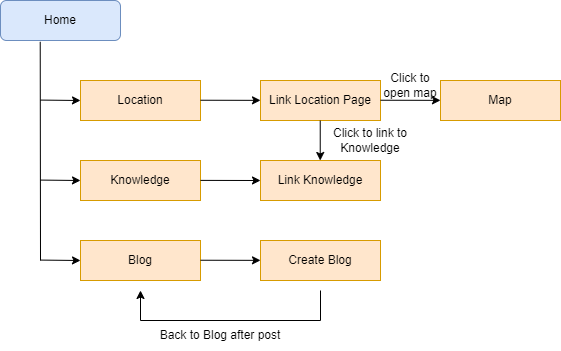 Home
Location
Link Location Page
Click to
open map
Map
Click to link to
Knowledge
Knowledge
Link Knowledge
Blog
Create Blog
Back to Blog after post